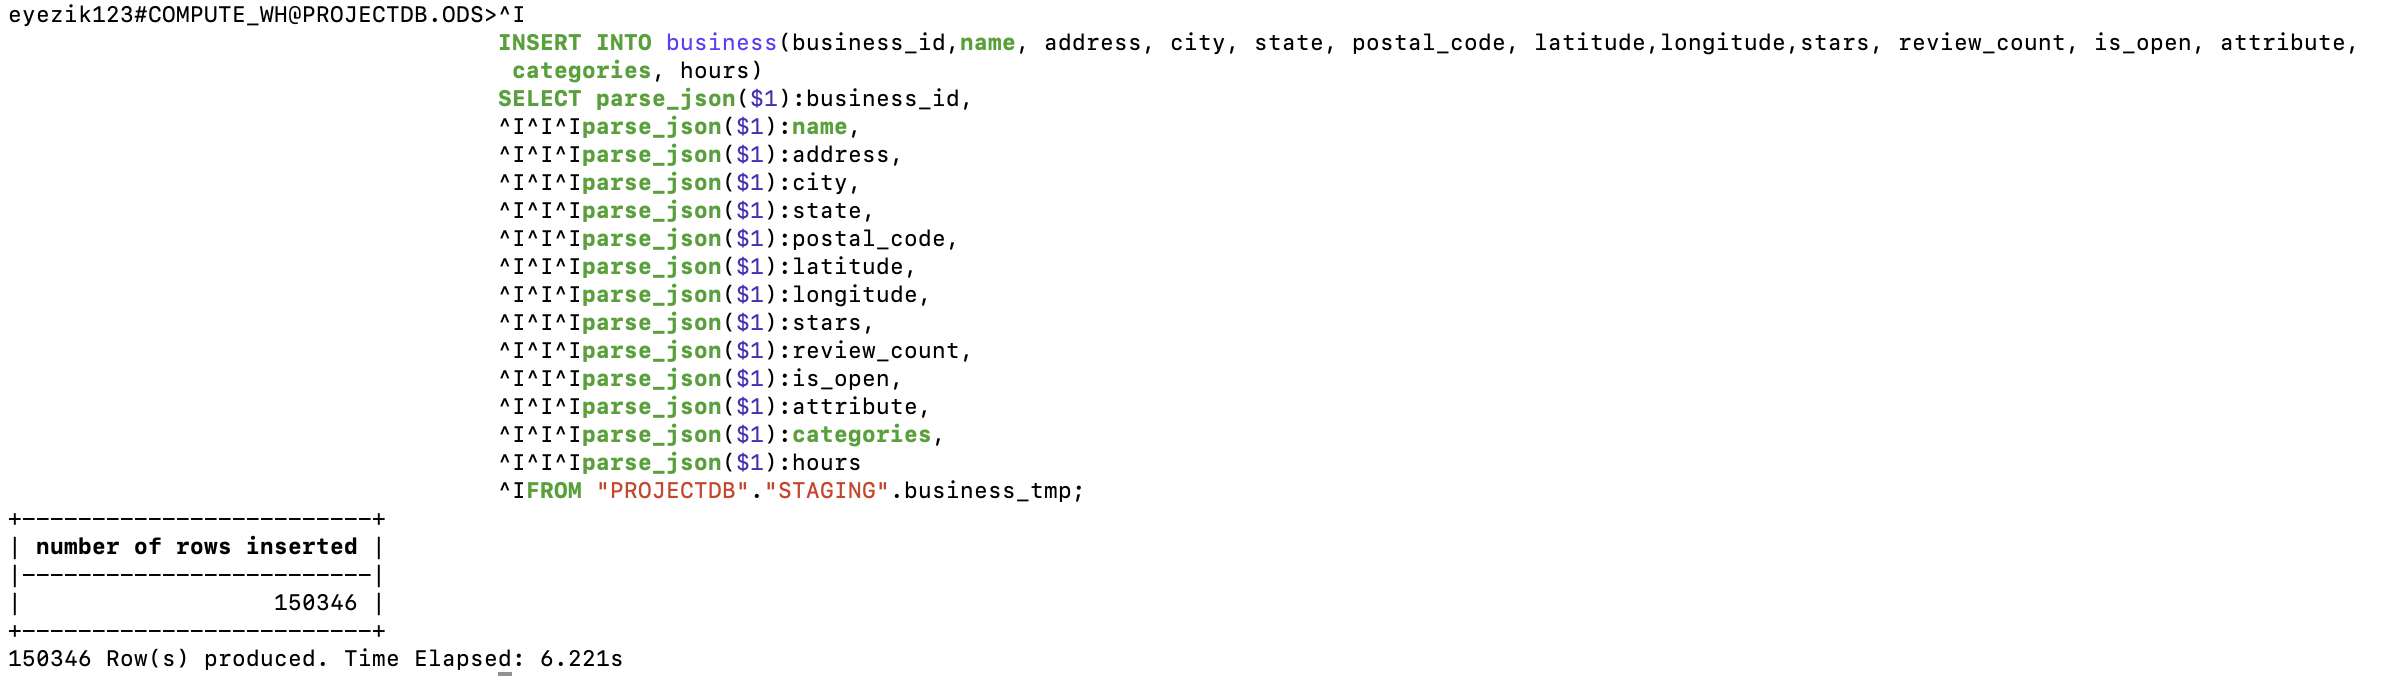 eyezik123#COMPUTE_WH@PROJECTDB.ODS>^I
INSERT INTO business(business_id,name, address, city, state, postal_code, latitude,longitude,stars, review_count, is_open, attribute,
categories, hours)
SELECT parse_json($1):business_id,
^I^I^Iparse_json($1):name,
^I^I^Iparse_json($1):address,
^I^I^Iparse_json($1):city,
^I^I^Iparse_json($1):state,
^I^I^Iparse_json($1):postal_code,
^I^I^Iparse_json($1):latitude,
^I^I^Iparse_json($1):longitude,
^I^I^Iparse_json($1):stars,
^I^I^Iparse_json($1):review_count,
^I^I^Iparse_json($1):is_open,
^I^I^Iparse_json($1):attribute,
^I^I^Iparse_json($1):categories,
^I^I^Iparse_json($1):hours
^IFROM "PROJECTDB"."STAGING".business_tmp;
+-------------------------+
| number of rows inserted |
|-------------------------|
|                  150346 |
+-------------------------+
150346 Row(s) produced. Time Elapsed: 6.221s